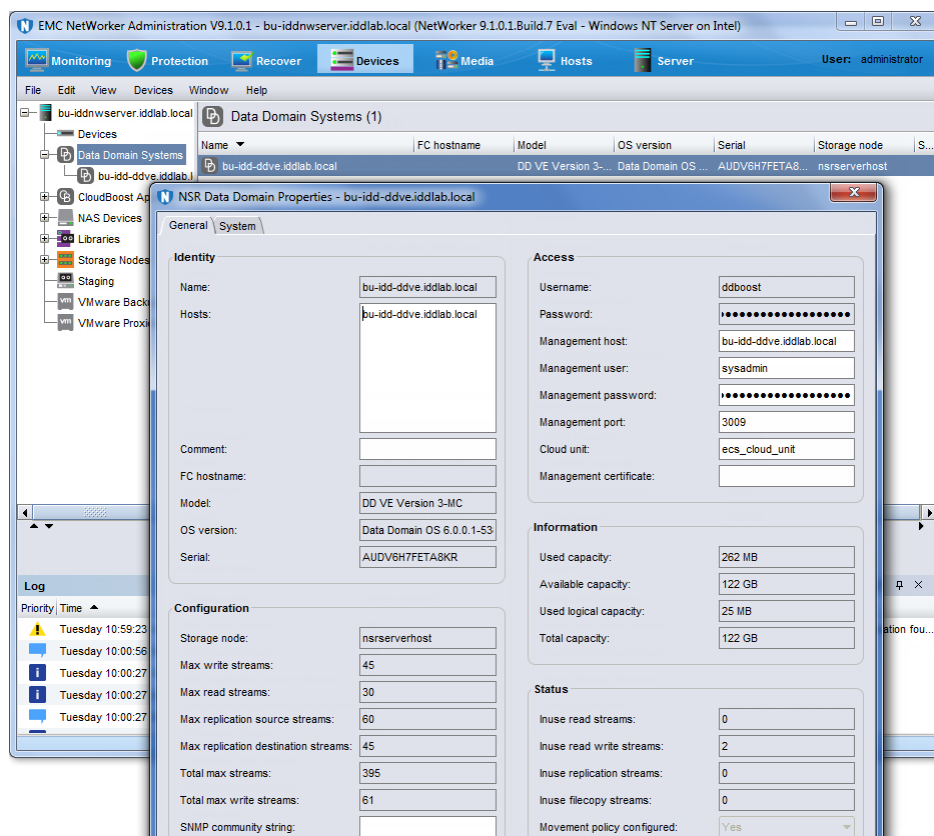 EMC NetWorker Administration V9.1.0.1 - bu-iddnwserver.iddlab.local (NetWorker 9.1.0.1.Build.7 Eval - Windows NT Server on Intel)
Monitoring Protection Recover Devices Media Hosts Server User: administrator
File Edit View Devices Window Help
bu-iddnwserver.iddlab.local
Devices
Data Domain Systems
bu-idd-ddve.iddlab.l
CloudBoost Ap
NAS Devices
Libraries
Storage Nodes
Staging
VMware Back
VMware Proxi
Data Domain Systems (1)
Name FC hostname Model OS version Serial Storage node S...
bu-idd-ddve.iddlab.local DD VE Version 3-... Data Domain OS ... AUDV6H7FETA8... nsrserverhost
NSR Data Domain Properties - bu-idd-ddve.iddlab.local
General System
Identity
Name: bu-idd-ddve.iddlab.local
Hosts: bu-idd-ddve.iddlab.local
Comment:
FC hostname:
Model: DD VE Version 3-MC
OS version: Data Domain OS 6.0.0.1-53
Serial: AUDV6H7FETA8KR
Configuration
Storage node: nsrserverhost
Max write streams: 45
Max read streams: 30
Max replication source streams: 60
Max replication destination streams: 45
Total max streams: 395
Total max write streams: 61
SNMP community string:
Access
Username: ddboost
Password:
Management host: bu-idd-ddve.iddlab.local
Management user: sysadmin
Management password:
Management port: 3009
Cloud unit: ecs_cloud_unit
Management certificate:
Information
Used capacity: 262 MB
Available capacity: 122 GB
Used logical capacity: 25 MB
Total capacity: 122 GB
Status
Inuse read streams: 0
Inuse read write streams: 2
Inuse replication streams: 0
Inuse filecopy streams: 0
Movement policy configured: Yes
Log
Priority Time
Tuesday 10:59:23
Tuesday 10:00:56
Tuesday 10:00:27
Tuesday 10:00:27
Tuesday 10:00:27
ation fou...